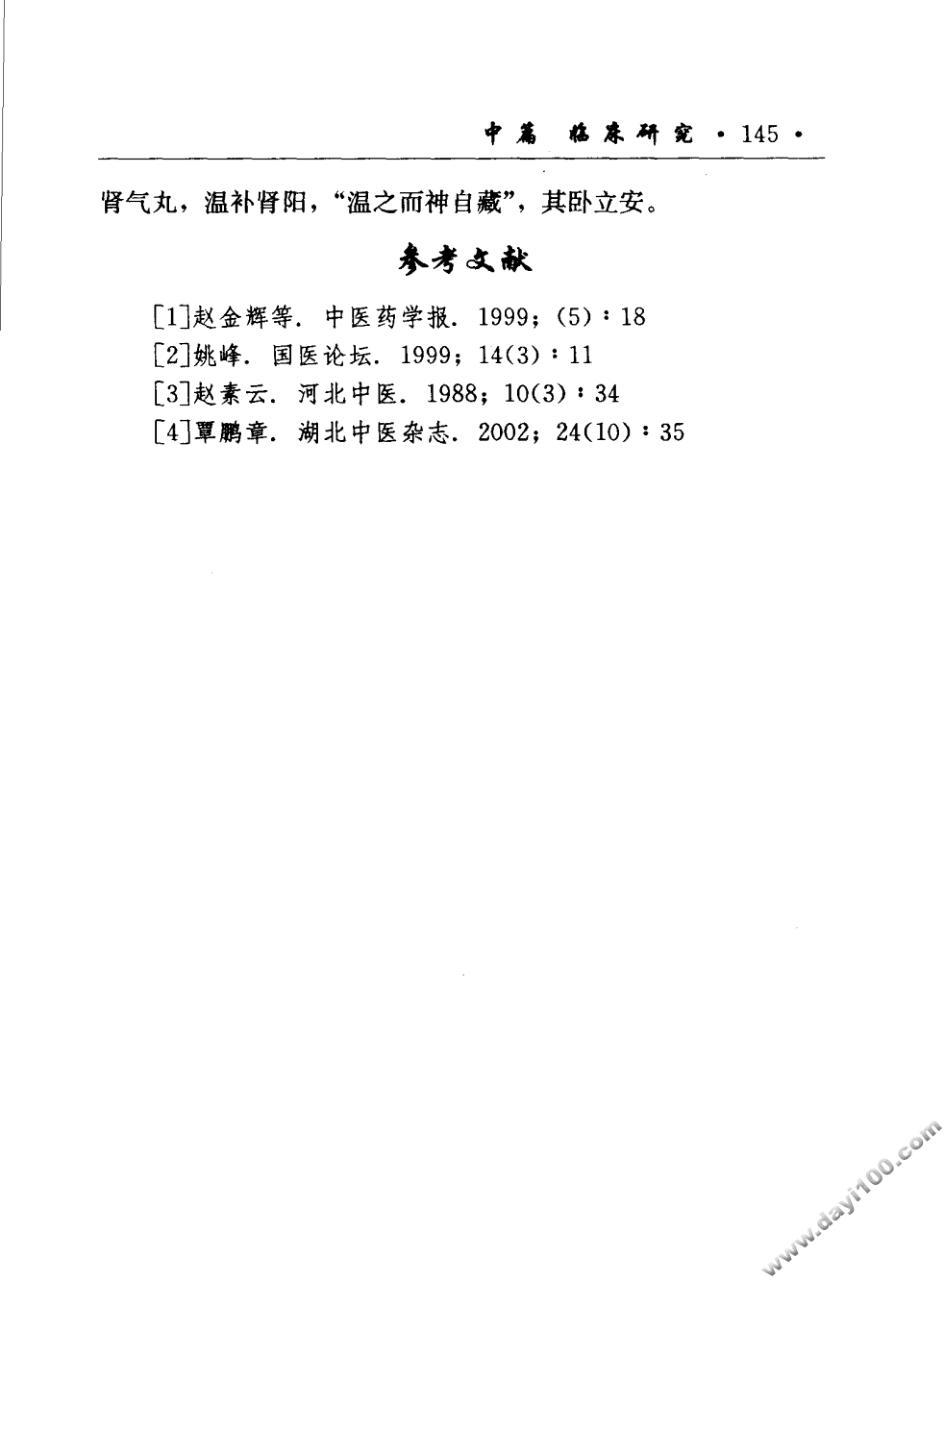 中篇 临床研究 · 145 ·
肾气丸，温补肾阳，“温之而神自藏”，其卧立安。
参考文献
[1]赵金辉等. 中医药学报. 1999; (5)：18
[2]姚峰. 国医论坛. 1999; 14(3)：11
[3]赵素云. 河北中医. 1988; 10(3)：34
[4]覃鹏章. 湖北中医杂志. 2002; 24(10)：35
www.dayi100.com